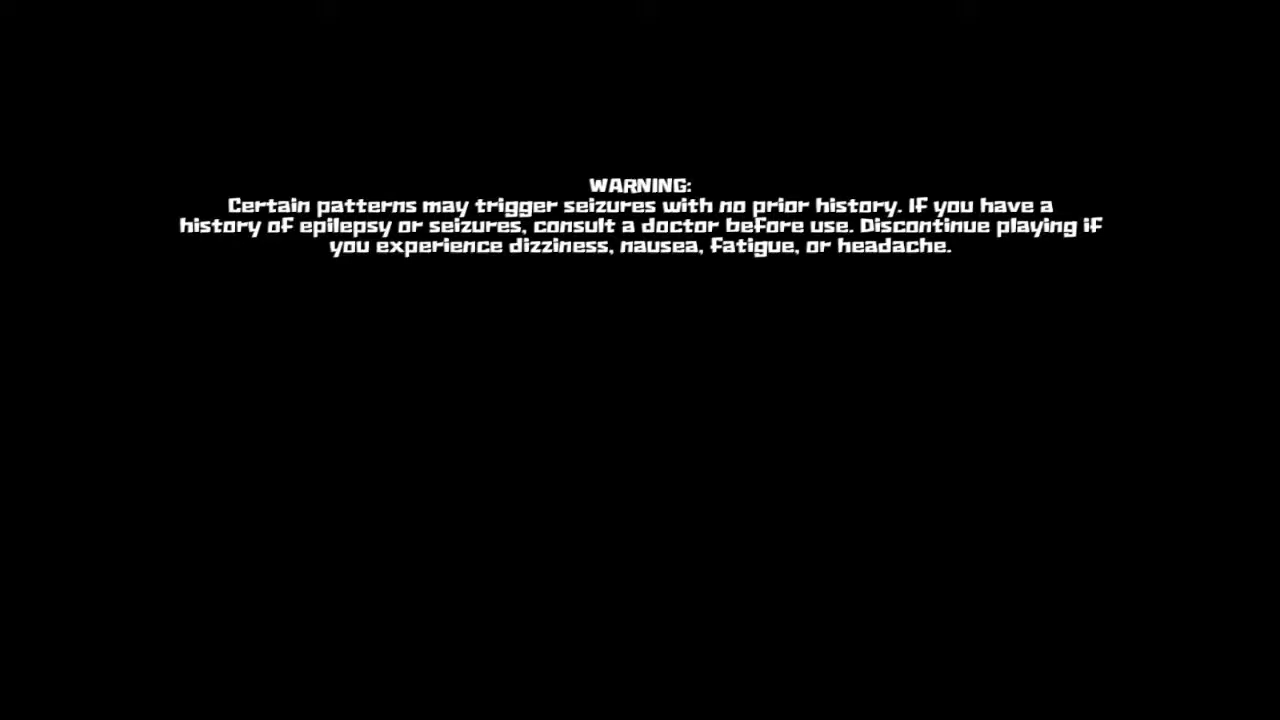 WARNING:
Certain patterns may trigger seizures with no prior history. If you have a
history of epilepsy or seizures, consult a doctor before use. Discontinue playing if
you experience dizziness, nausea, fatigue, or headache.